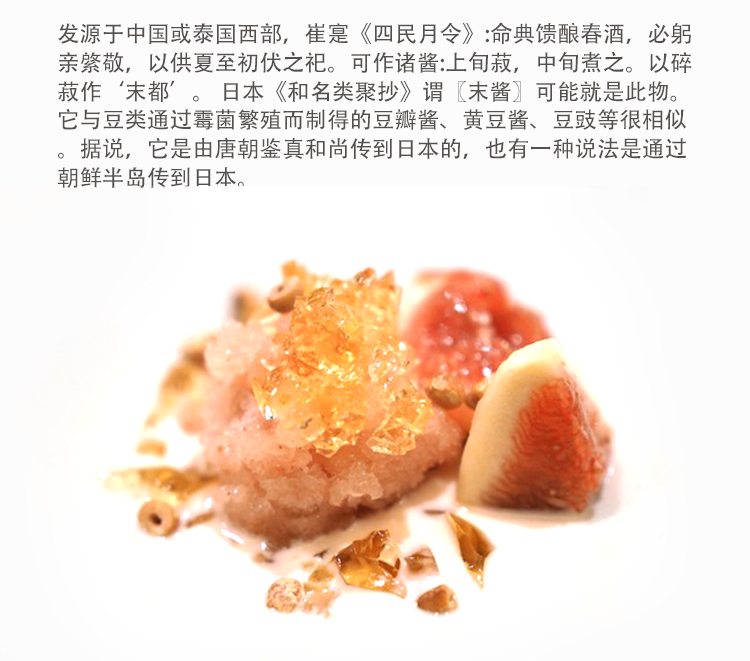 发源于中国或泰国西部，崔寔《四民月令》:命典馈酿春酒，必躬
亲絜敬，以供夏至初伏之祀。可作诸酱:上旬菽，中旬煮之。以碎
菽作‘末都’。 日本《和名类聚抄》谓〖末酱〗可能就是此物。
它与豆类通过霉菌繁殖而制得的豆瓣酱、黄豆酱、豆豉等很相似
。据说，它是由唐朝鉴真和尚传到日本的，也有一种说法是通过
朝鲜半岛传到日本。